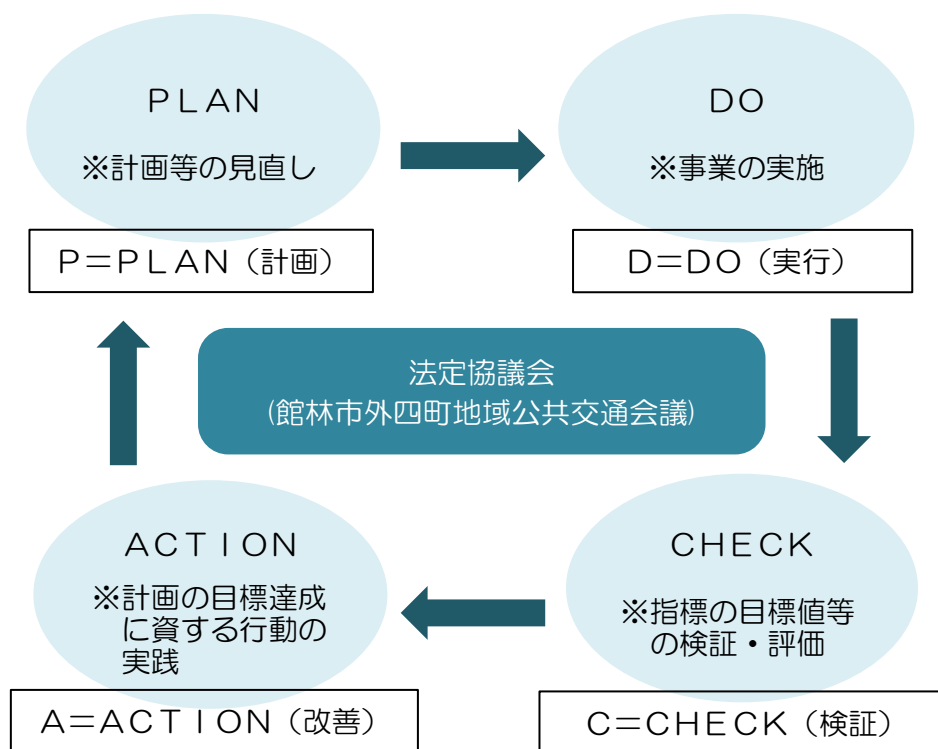 ＰＬＡＮ
※計画等の見直し
Ｐ＝ＰＬＡＮ（計画）
ＤＯ
※事業の実施
Ｄ＝ＤＯ（実行）
法定協議会
(館林市外四町地域公共交通会議)
ＡＣＴＩＯＮ
※計画の目標達成
に資する行動の
実践
Ａ＝ＡＣＴＩＯＮ（改善）
ＣＨＥＣＫ
※指標の目標値等
の検証・評価
Ｃ＝ＣＨＥＣＫ（検証）